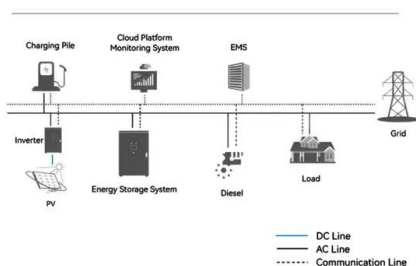 Charging Pile
Cloud Platform
Monitoring System
EMS
Grid
Inverter
PV
Energy Storage System
Diesel
Load
DC Line
AC Line
Communication Line